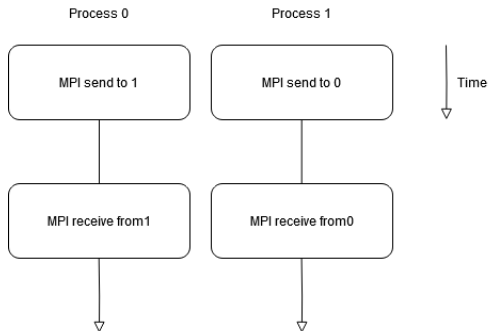 Process 0
Process 1
MPI send to 1
MPI send to 0
Time
MPI receive from1
MPI receive from0